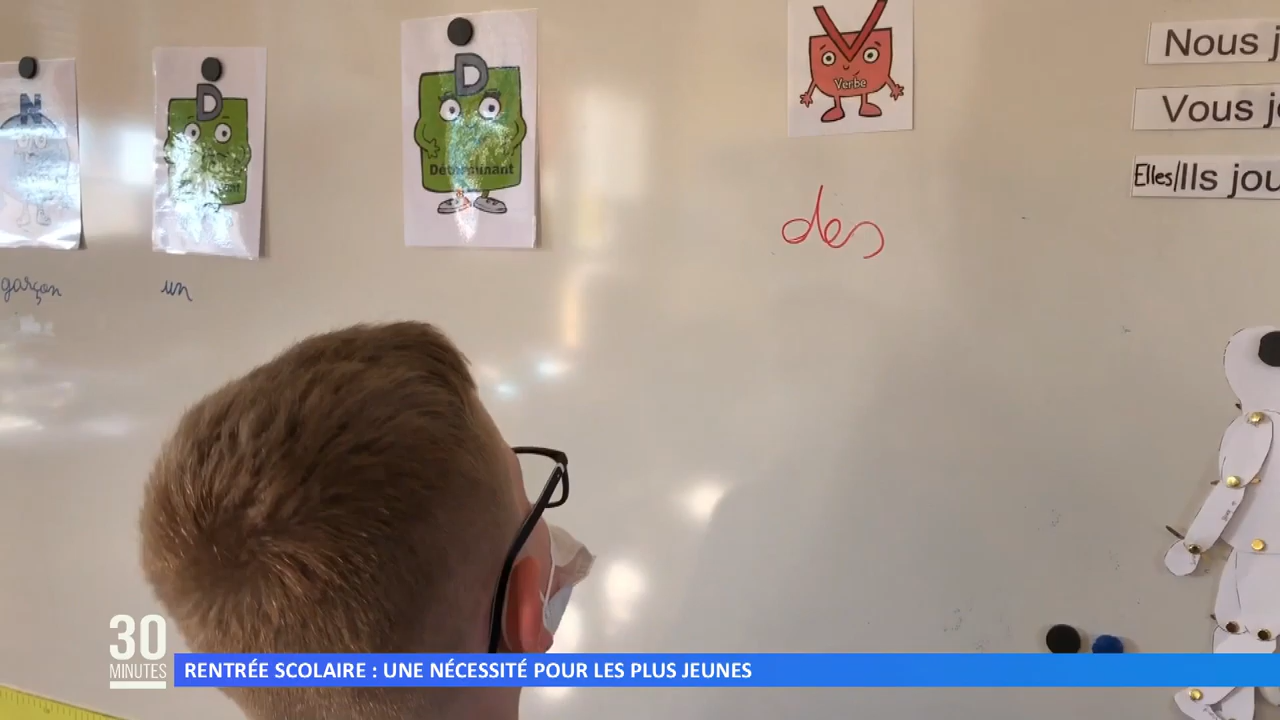 N
D
D
Determinant
V
Verbe
garçon
un
des
Nous j
Vous je
Elles/Ils jou
30
MINUTES
RENTRÉE SCOLAIRE : UNE NÉCESSITÉ POUR LES PLUS JEUNES